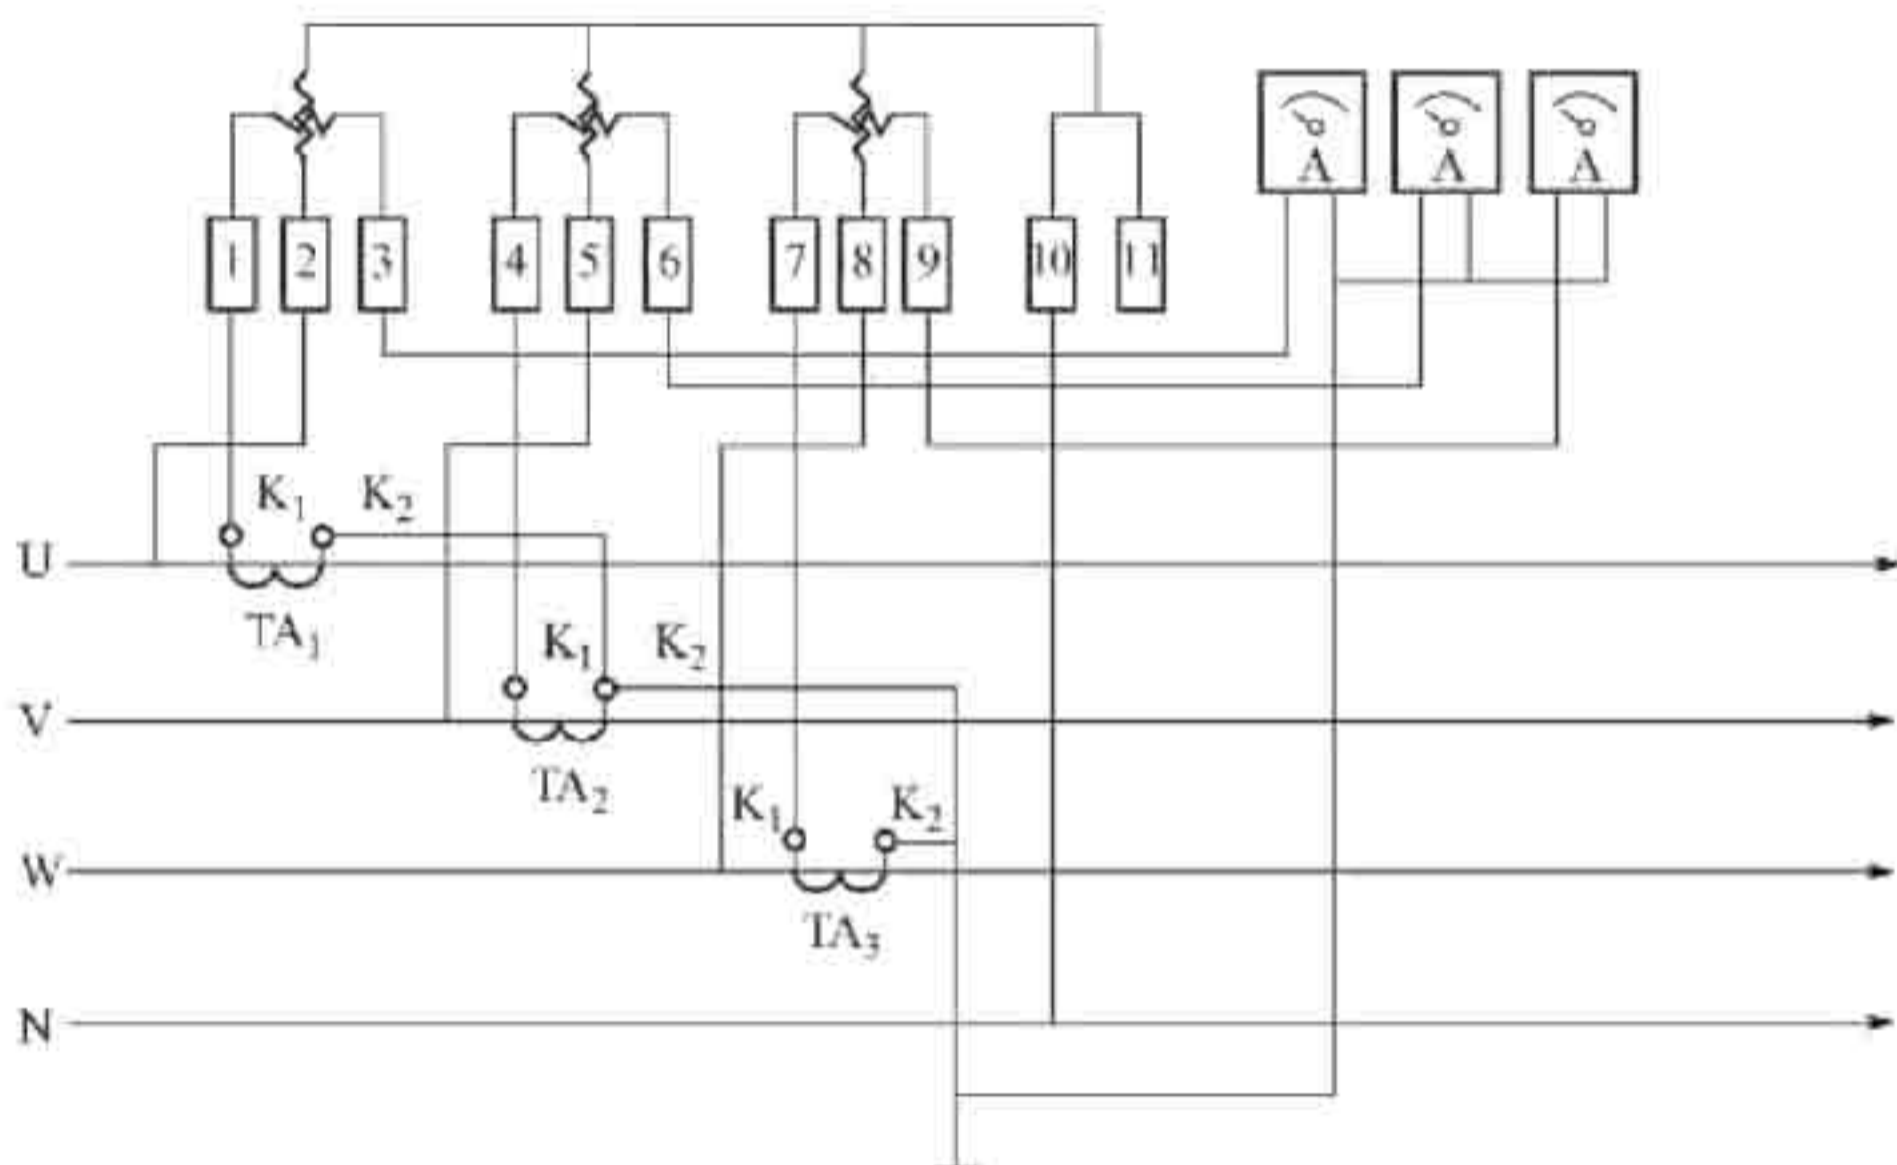 A A A
1 2 3 4 5 6 7 8 9 10 11
K₁ K₂
U
TA₁
K₁ K₂
V
TA₂
K₁ K₂
W
TA₃
N